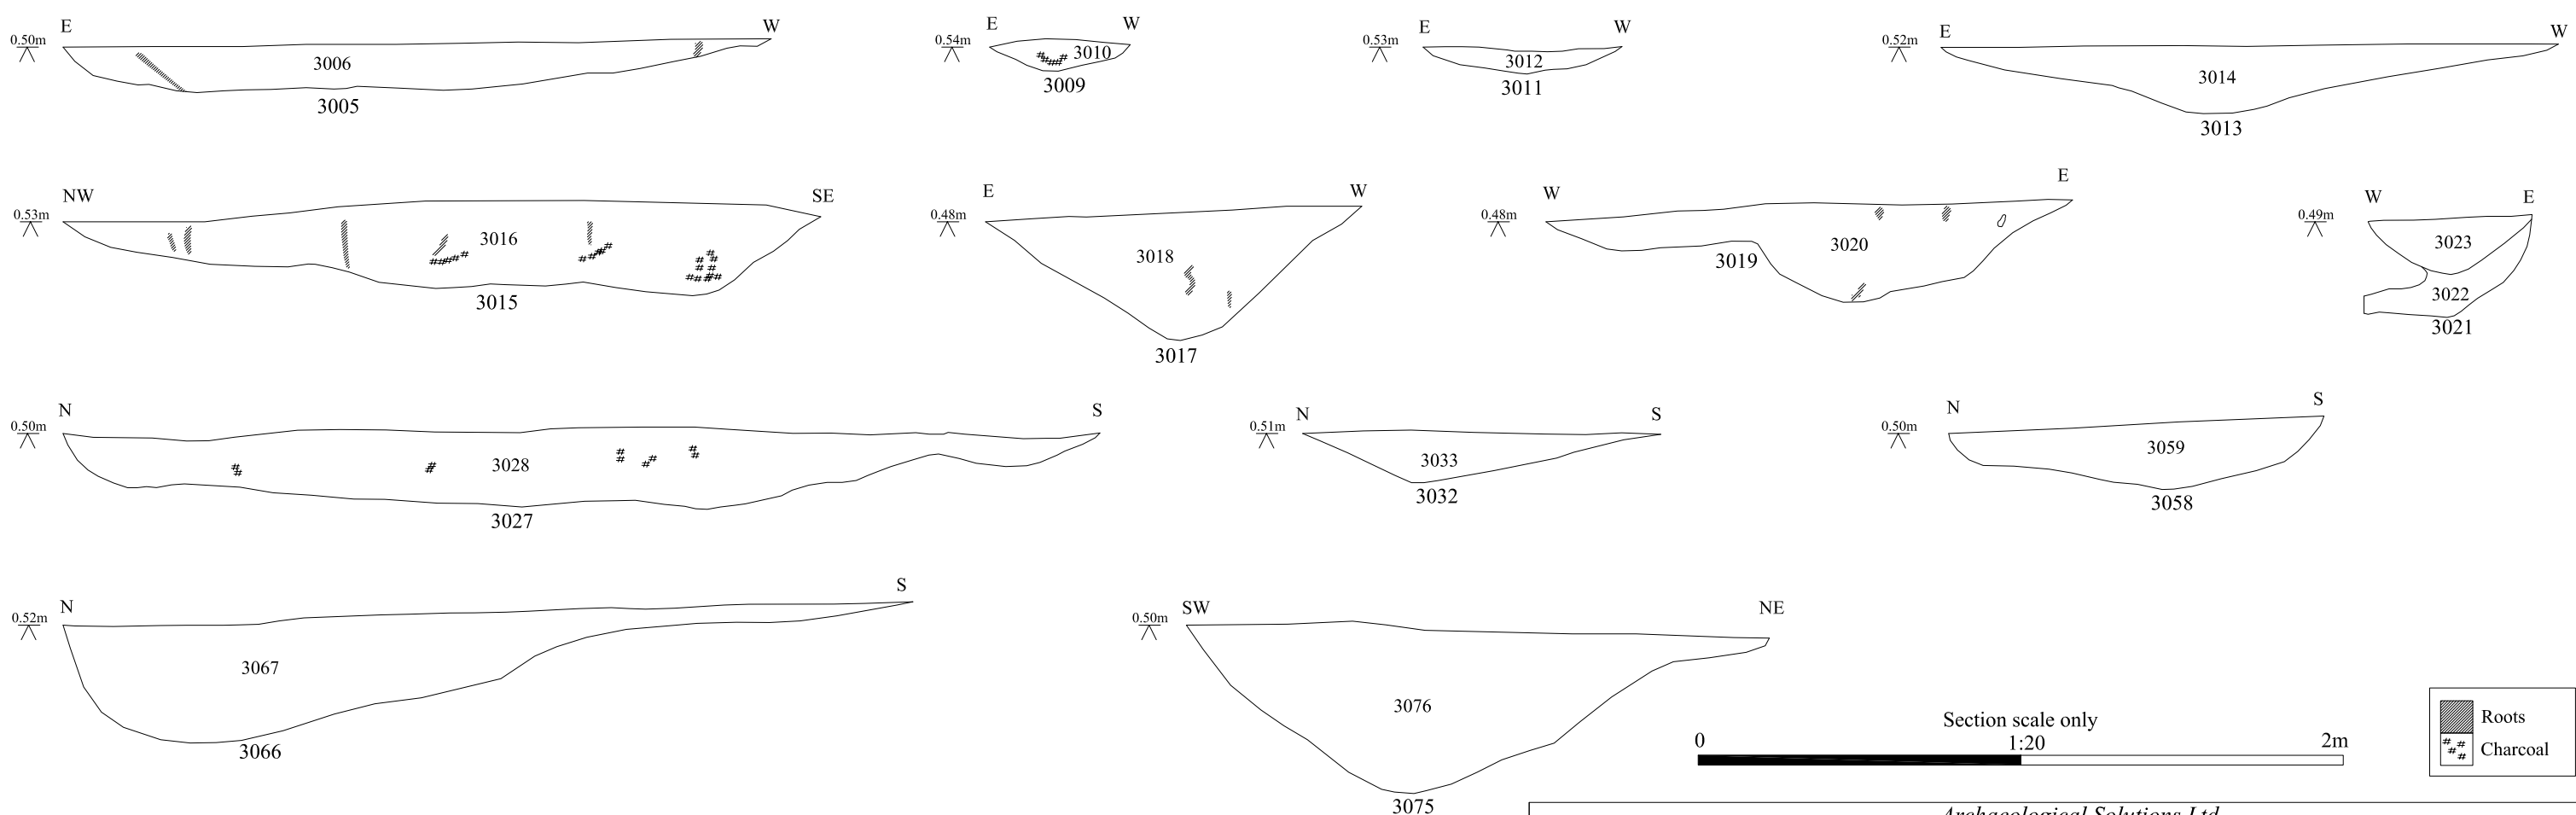 E W
0.50m
3006
3005
E W
0.54m
3010
3009
E W
0.53m
3012
3011
E W
0.52m
3014
3013
NW SE
0.53m
3016
3015
E W
0.48m
3018
3017
W E
0.48m
3020
3019
W E
0.49m
3023
3022
3021
N S
0.50m
3028
3027
N S
0.51m
3033
3032
N S
0.50m
3059
3058
N S
0.52m
3067
3066
SW NE
0.50m
3076
3075
Section scale only
0 1:20 2m
Roots
Charcoal
Archaeological Solutions Ltd